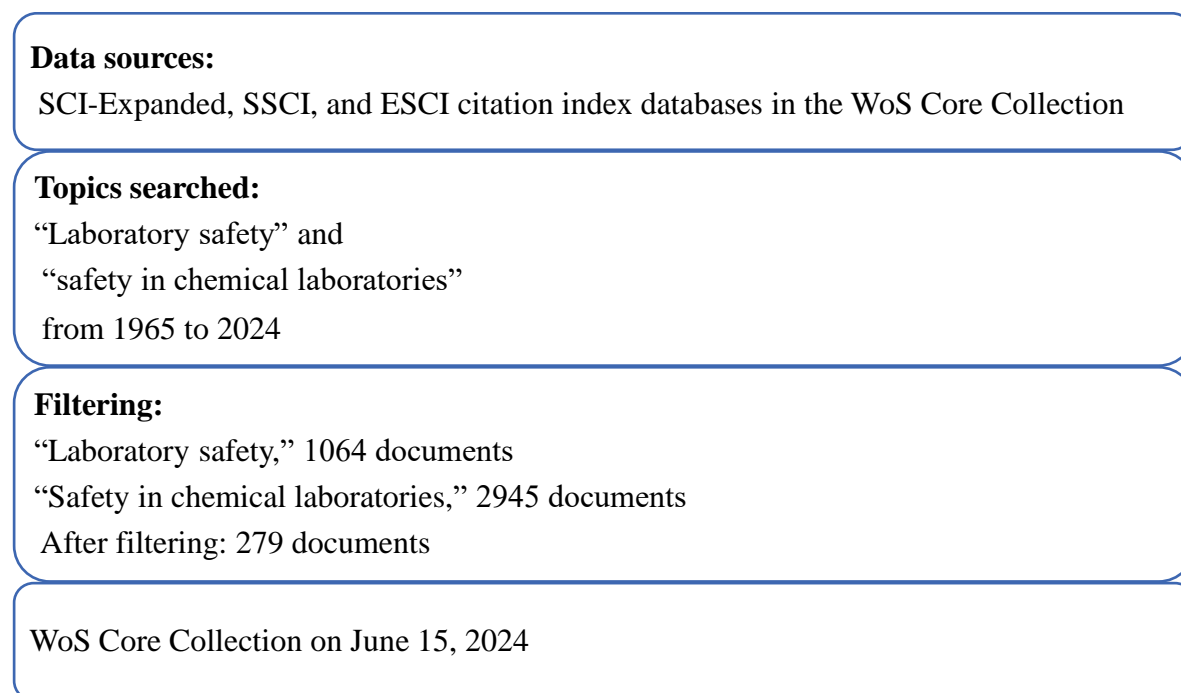 Data sources:
SCI-Expanded, SSCI, and ESCI citation index databases in the WoS Core Collection
Topics searched:
“Laboratory safety” and
“safety in chemical laboratories”
from 1965 to 2024
Filtering:
“Laboratory safety,” 1064 documents
“Safety in chemical laboratories,” 2945 documents
After filtering: 279 documents
WoS Core Collection on June 15, 2024